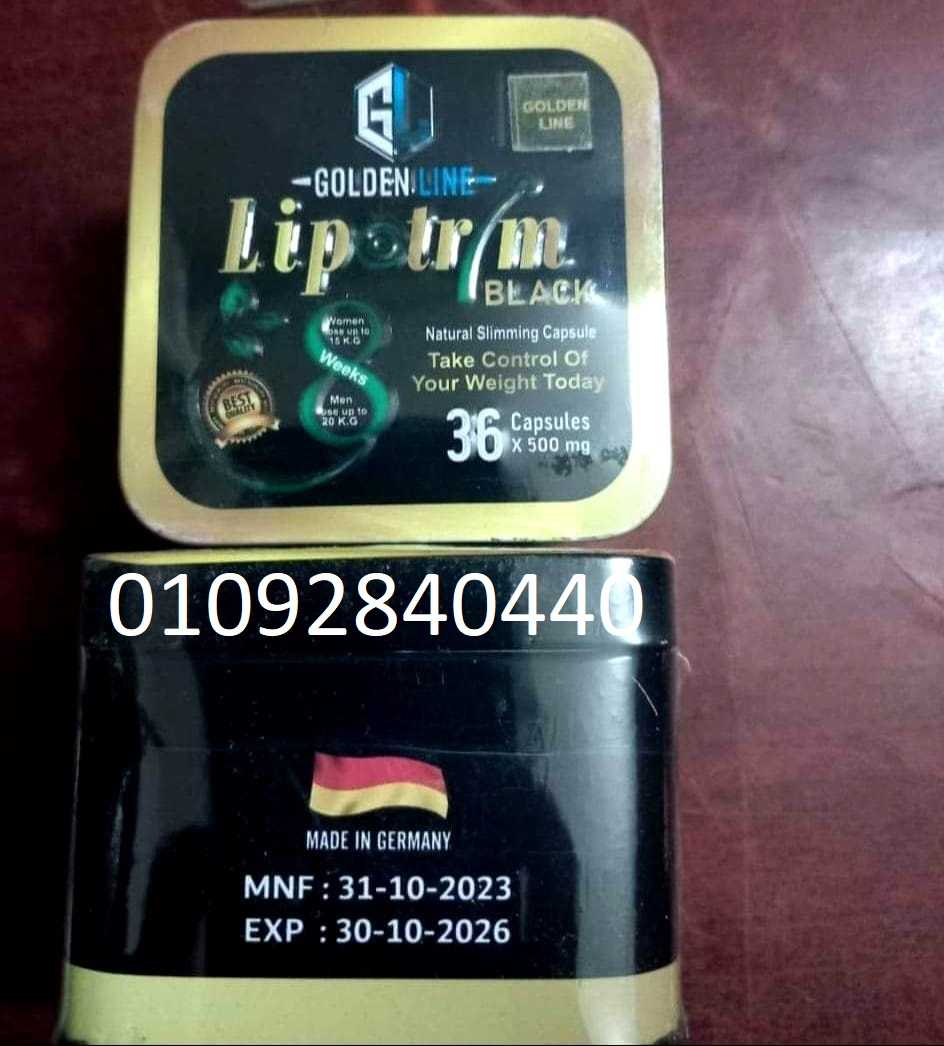 GL
GOLDEN LINE
GOLDEN
LINE
Lipotrim
BLACK
Women
lose up to
15 K.G
Weeks
Men
lose up to
20 K.G
BEST
QUALITY
Natural Slimming Capsule
Take Control Of
Your Weight Today
36 Capsules
X 500 mg
01092840440
MADE IN GERMANY
MNF : 31-10-2023
EXP : 30-10-2026